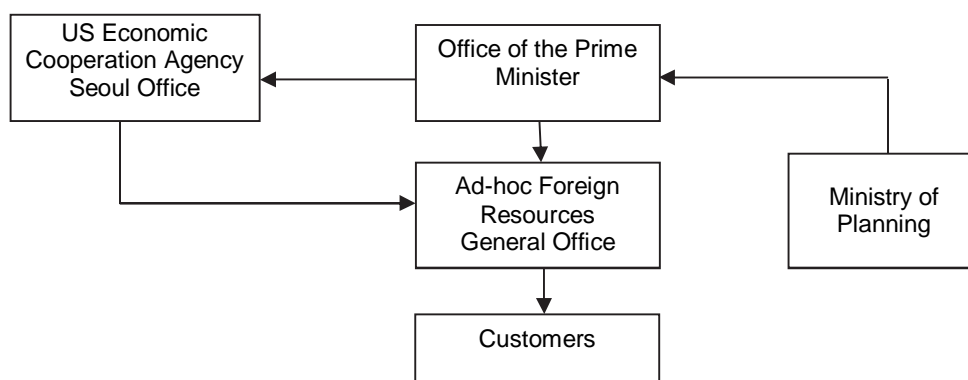 US Economic
Cooperation Agency
Seoul Office
Office of the Prime
Minister
Ad-hoc Foreign
Resources
General Office
Ministry of
Planning
Customers